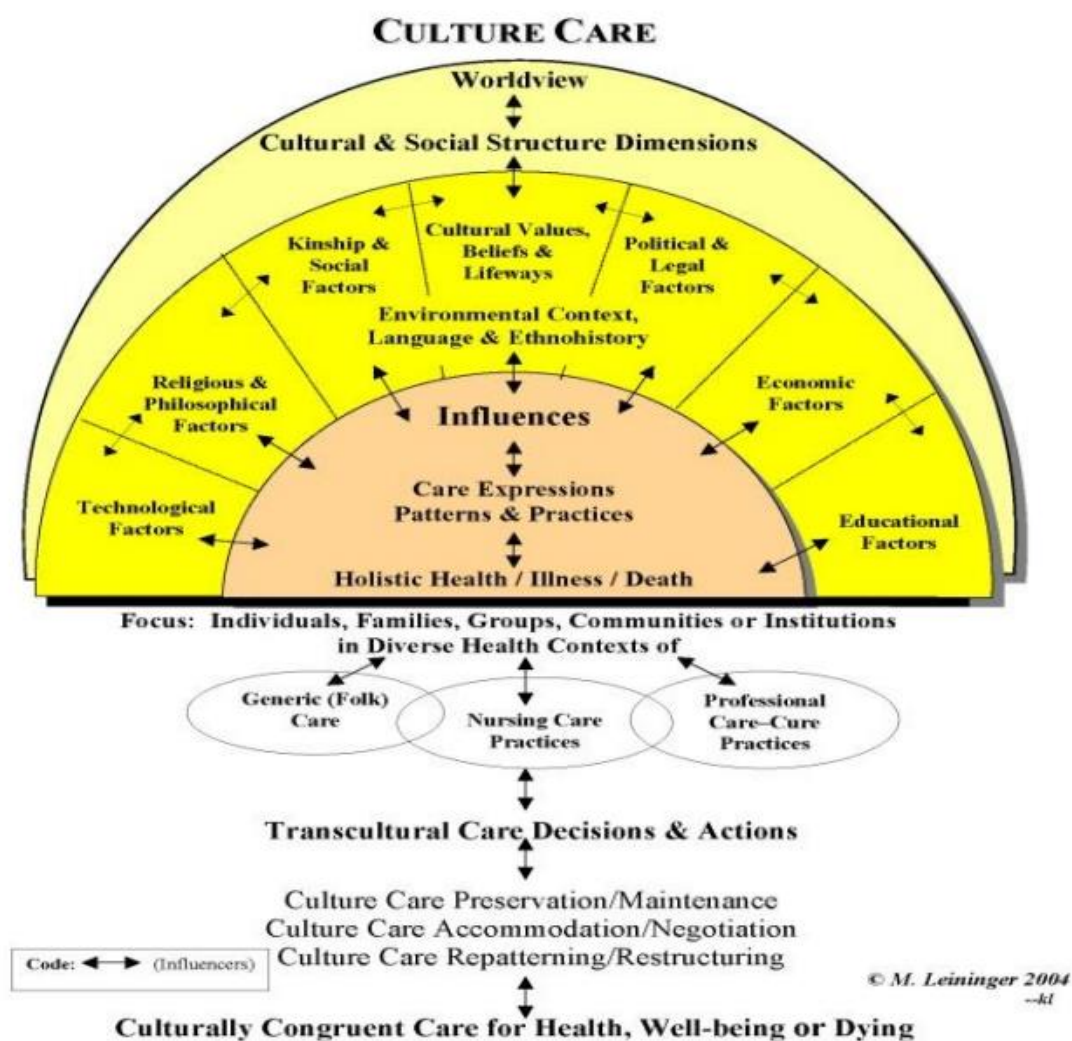 CULTURE CARE
Worldview
Cultural & Social Structure Dimensions
Kinship &
Social
Factors
Cultural Values,
Beliefs &
Lifeways
Political &
Legal
Factors
Environmental Context,
Language & Ethnohistory
Religious &
Philosophical
Factors
Economic
Factors
Technological
Factors
Educational
Factors
Influences
Care Expressions
Patterns & Practices
Holistic Health / Illness / Death
Focus: Individuals, Families, Groups, Communities or Institutions
in Diverse Health Contexts of
Generic (Folk)
Care
Nursing Care
Practices
Professional
Care–Cure
Practices
Transcultural Care Decisions & Actions
Culture Care Preservation/Maintenance
Culture Care Accommodation/Negotiation
Culture Care Repatterning/Restructuring
Code: (Influencers)
© M. Leininger 2004
--kl
Culturally Congruent Care for Health, Well-being or Dying